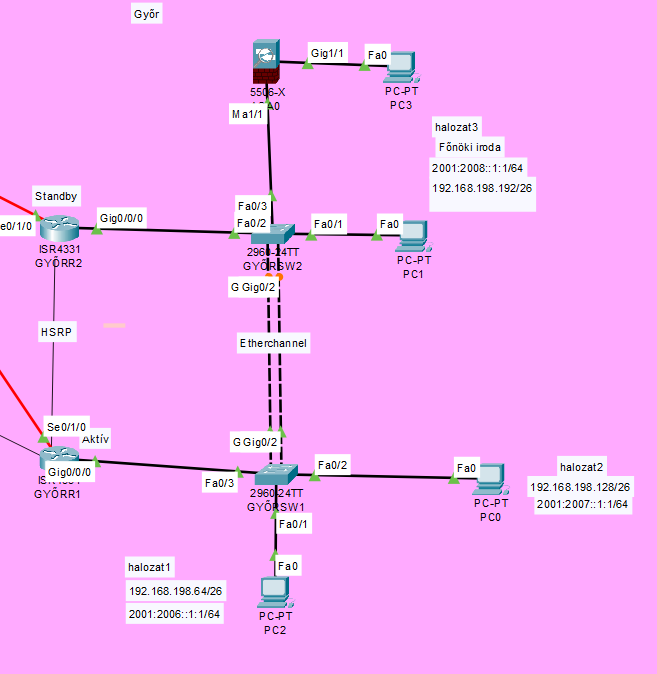 Győr
Gig1/1
Fa0
5506-X
ASA0
PC-PT
PC3
Ma1/1
halozat3
Főnöki iroda
2001:2008::1:1/64
192.168.198.192/26
Standby
Se0/1/0
Gig0/0/0
ISR4331
GYŐRR2
Fa0/3
Fa0/2
Fa0/1
Fa0
2960-24TT
GYŐRSW2
PC-PT
PC1
G Gig0/2
HSRP
Etherchannel
Se0/1/0
Aktív
Gig0/0/0
ISR4331
GYŐRR1
G Gig0/2
Fa0/3
Fa0/2
Fa0
2960-24TT
GYŐRSW1
PC-PT
PC0
halozat2
192.168.198.128/26
2001:2007::1:1/64
Fa0/1
Fa0
halozat1
192.168.198.64/26
2001:2006::1:1/64
PC-PT
PC2